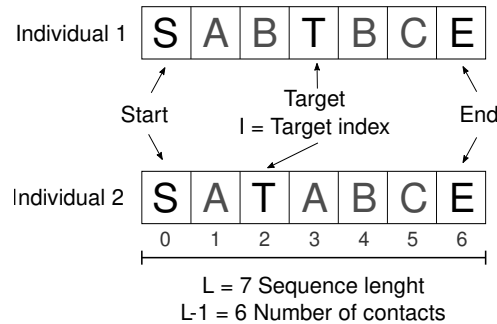 Individual 1 S A B T B C E
Start
Target
I = Target index
End
Individual 2 S A T A B C E
0 1 2 3 4 5 6
L = 7 Sequence lenght
L-1 = 6 Number of contacts